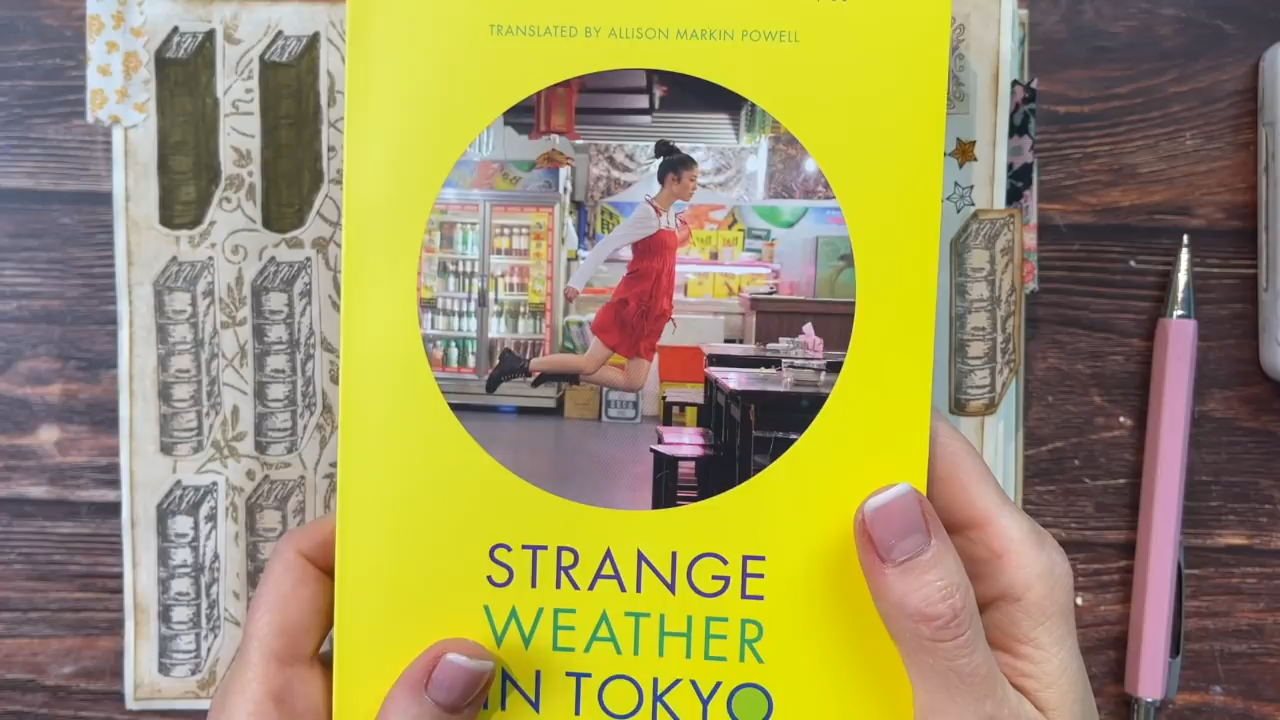 TRANSLATED BY ALLISON MARKIN POWELL
STRANGE
WEATHER
IN TOKYO